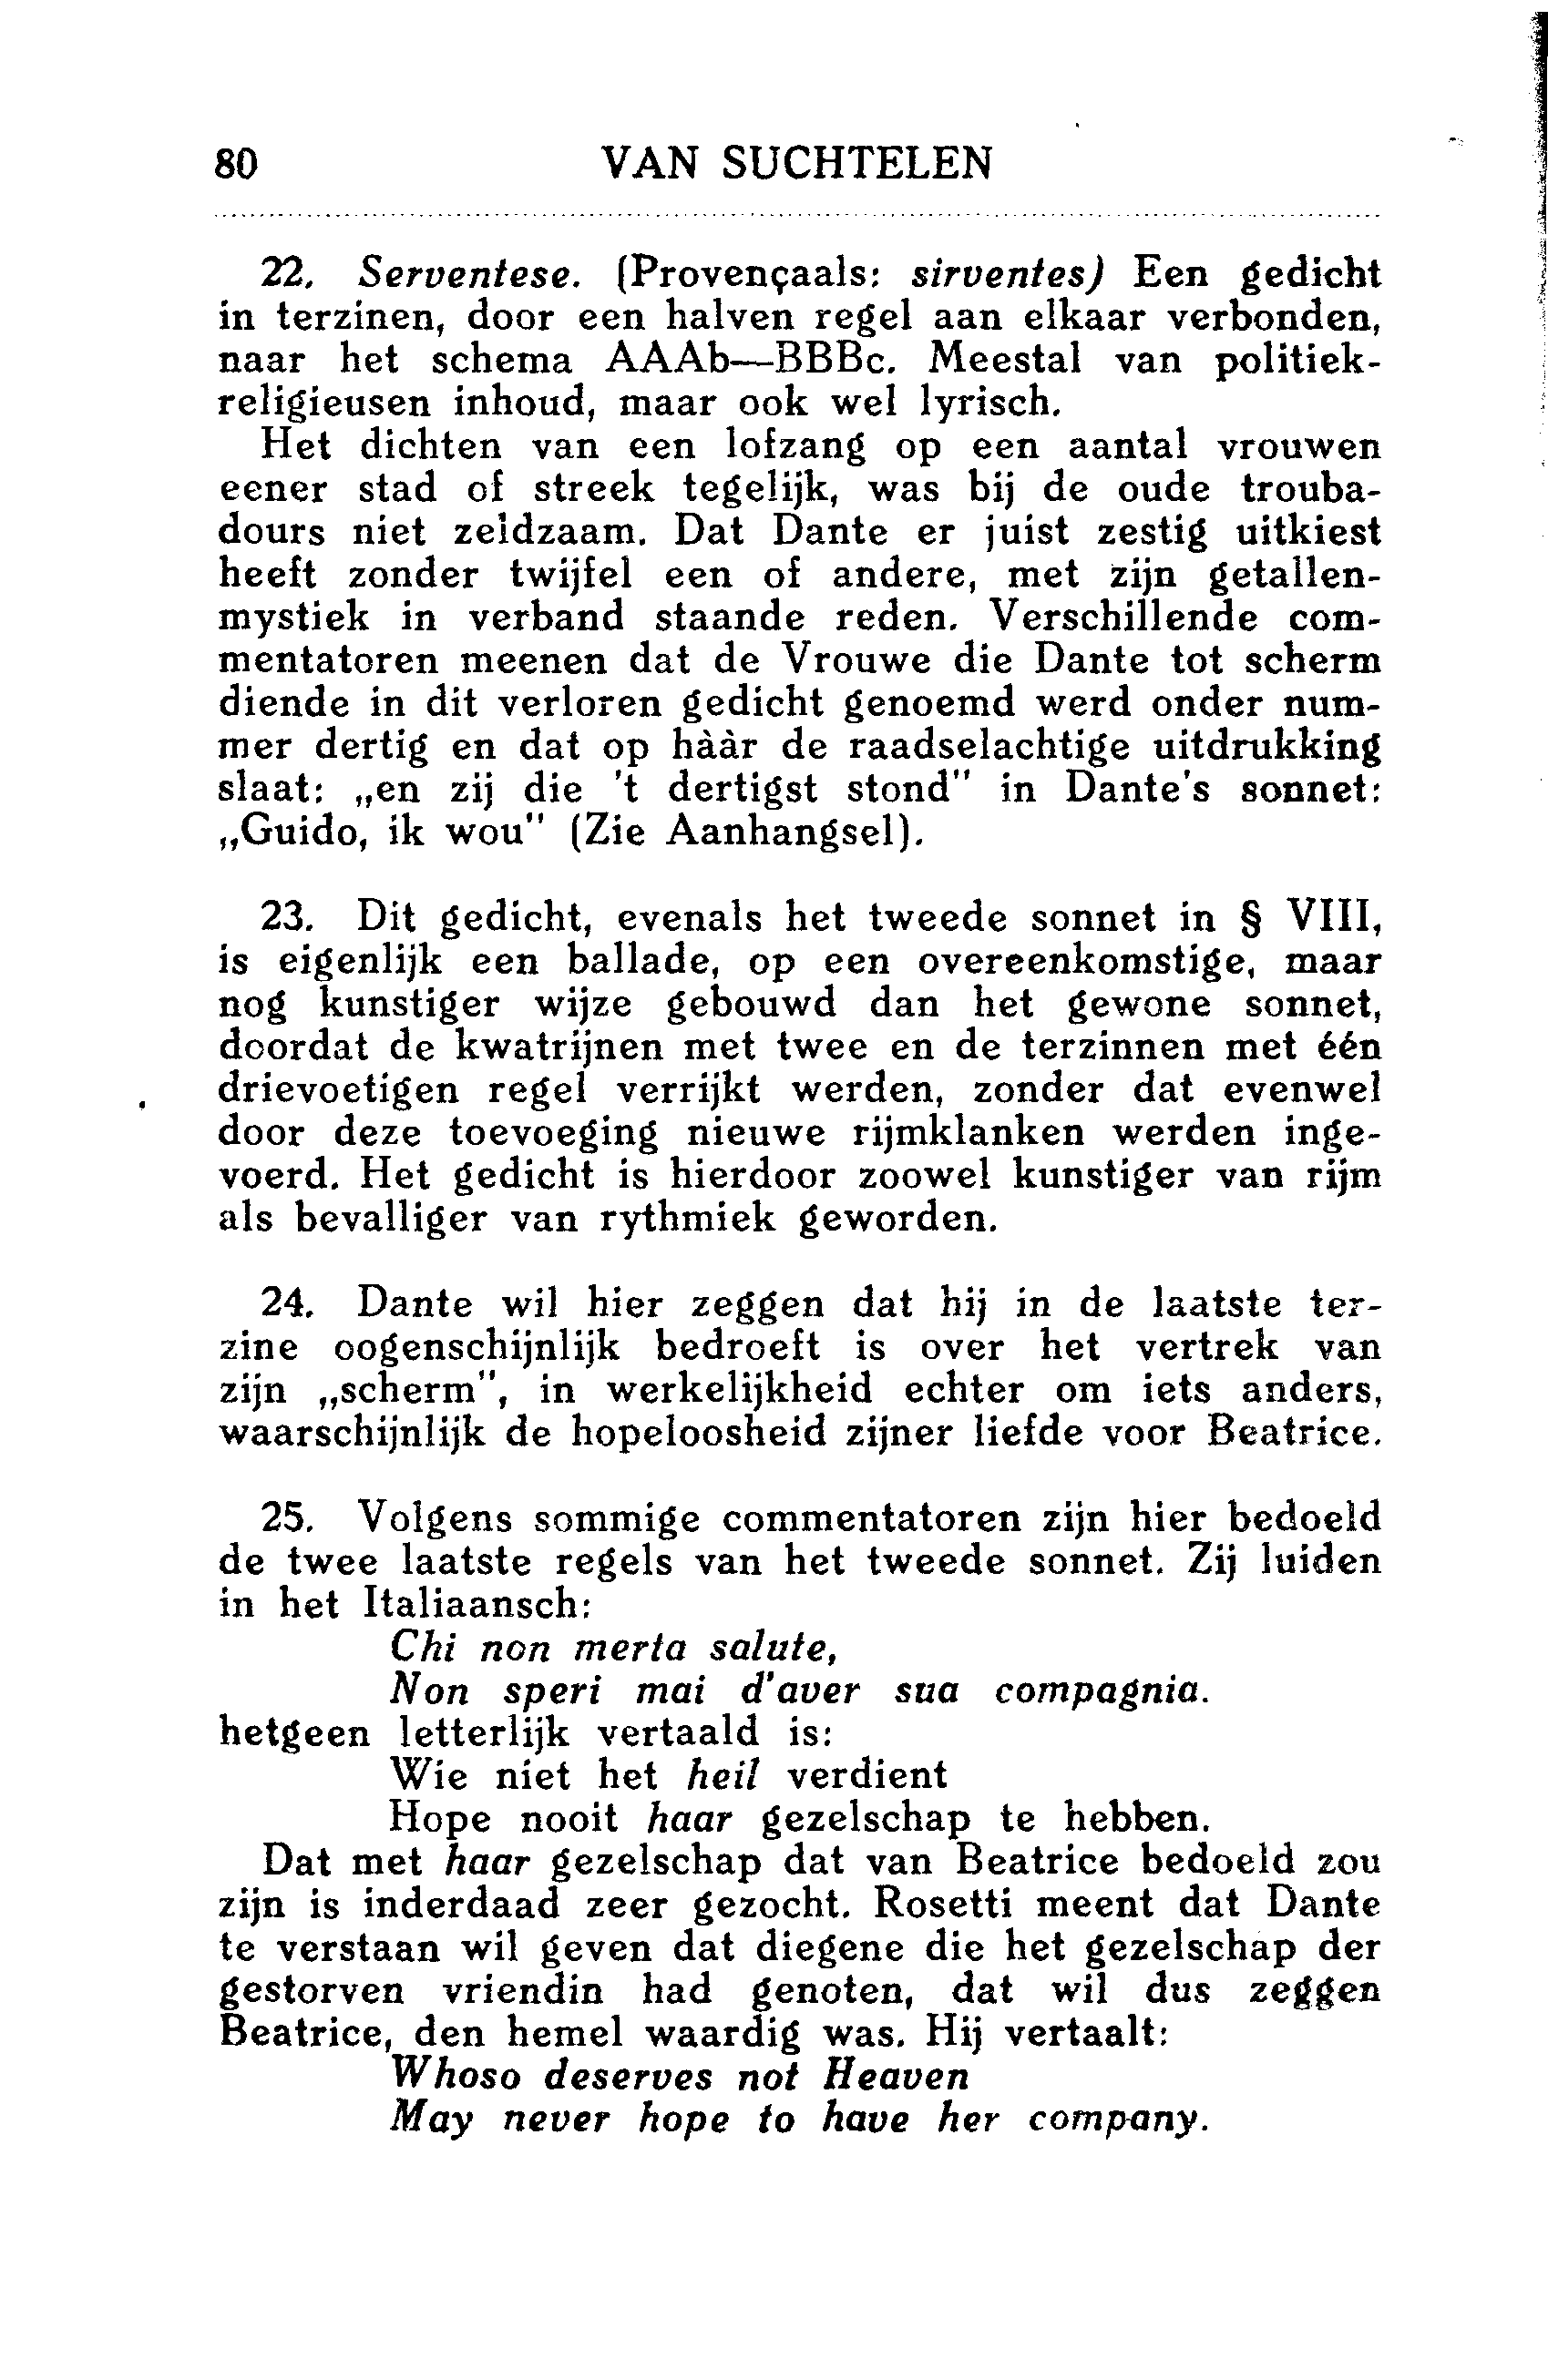 80 VAN SUCHTELEN
22. Serventese. (Provençaals: sirventes) Een gedicht
in terzinen, door een halven regel aan elkaar verbonden,
naar het schema AAAb—BBBc. Meestal van politiek-
religieusen inhoud, maar ook wel lyrisch.
Het dichten van een lofzang op een aantal vrouwen
eener stad of streek tegelijk, was bij de oude trouba-
dours niet zeldzaam. Dat Dante er juist zestig uitkiest
heeft zonder twijfel een of andere, met zijn getallen-
mystiek in verband staande reden. Verschillende com-
mentatoren meenen dat de Vrouwe die Dante tot scherm
diende in dit verloren gedicht genoemd werd onder num-
mer dertig en dat op hààr de raadselachtige uitdrukking
slaat: „en zij die 't dertigst stond" in Dante's sonnet:
„Guido, ik wou" (Zie Aanhangsel).
23. Dit gedicht, evenals het tweede sonnet in § VIII,
is eigenlijk een ballade, op een overeenkomstige, maar
nog kunstiger wijze gebouwd dan het gewone sonnet,
doordat de kwatrijnen met twee en de terzinnen met één
drievoetigen regel verrijkt werden, zonder dat evenwel
door deze toevoeging nieuwe rijmklanken werden inge-
voerd. Het gedicht is hierdoor zoowel kunstiger van rijm
als bevalliger van rythmiek geworden.
24. Dante wil hier zeggen dat hij in de laatste ter-
zine oogenschijnlijk bedroeft is over het vertrek van
zijn „scherm", in werkelijkheid echter om iets anders,
waarschijnlijk de hopeloosheid zijner liefde voor Beatrice.
25. Volgens sommige commentatoren zijn hier bedoeld
de twee laatste regels van het tweede sonnet. Zij luiden
in het Italiaansch:
Chi non merta salute,
Non speri mai d'aver sua compagnia.
hetgeen letterlijk vertaald is:
Wie niet het heil verdient
Hope nooit haar gezelschap te hebben.
Dat met haar gezelschap dat van Beatrice bedoeld zou
zijn is inderdaad zeer gezocht. Rosetti meent dat Dante
te verstaan wil geven dat diegene die het gezelschap der
gestorven vriendin had genoten, dat wil dus zeggen
Beatrice, den hemel waardig was. Hij vertaalt:
Whoso deserves not Heaven
May never hope to have her company.